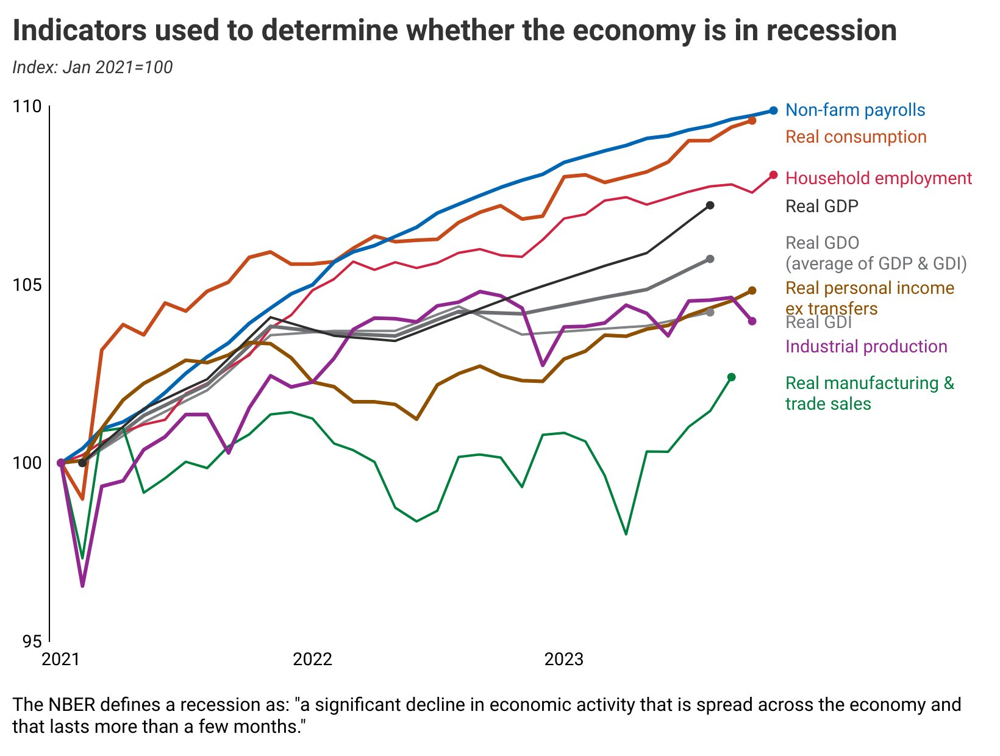 Indicators used to determine whether the economy is in recession
Index: Jan 2021=100
110
105
100
95
2021
2022
2023
Non-farm payrolls
Real consumption
Household employment
Real GDP
Real GDO
(average of GDP & GDI)
Real personal income
ex transfers
Real GDI
Industrial production
Real manufacturing &
trade sales
The NBER defines a recession as: "a significant decline in economic activity that is spread across the economy and
that lasts more than a few months."